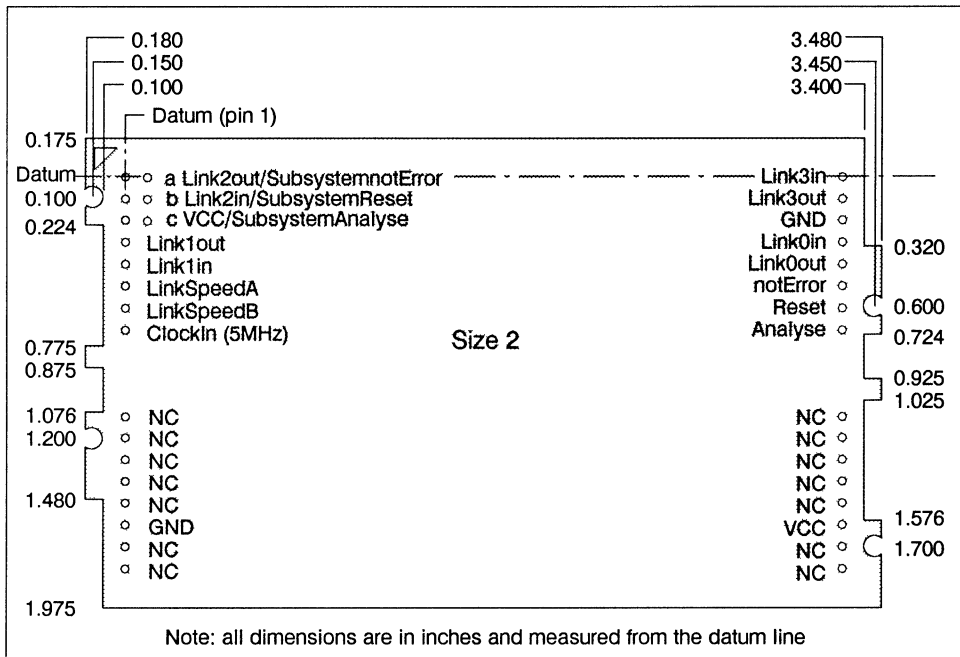 0.180 3.480
0.150 3.450
0.100 3.400
Datum (pin 1)
0.175
Datum a Link2out/SubsystemnotError Link3in
0.100 b Link2in/SubsystemReset Link3out
0.224 c VCC/SubsystemAnalyse GND
Link1out Link0in 0.320
Link1in Link0out
LinkSpeedA notError
LinkSpeedB Reset 0.600
ClockIn (5MHz) Analyse 0.724
Size 2
0.775
0.875 0.925
1.025
1.076 NC NC
1.200 NC NC
NC NC
NC NC
1.480 NC NC
GND VCC 1.576
NC NC 1.700
NC NC
1.975
Note: all dimensions are in inches and measured from the datum line